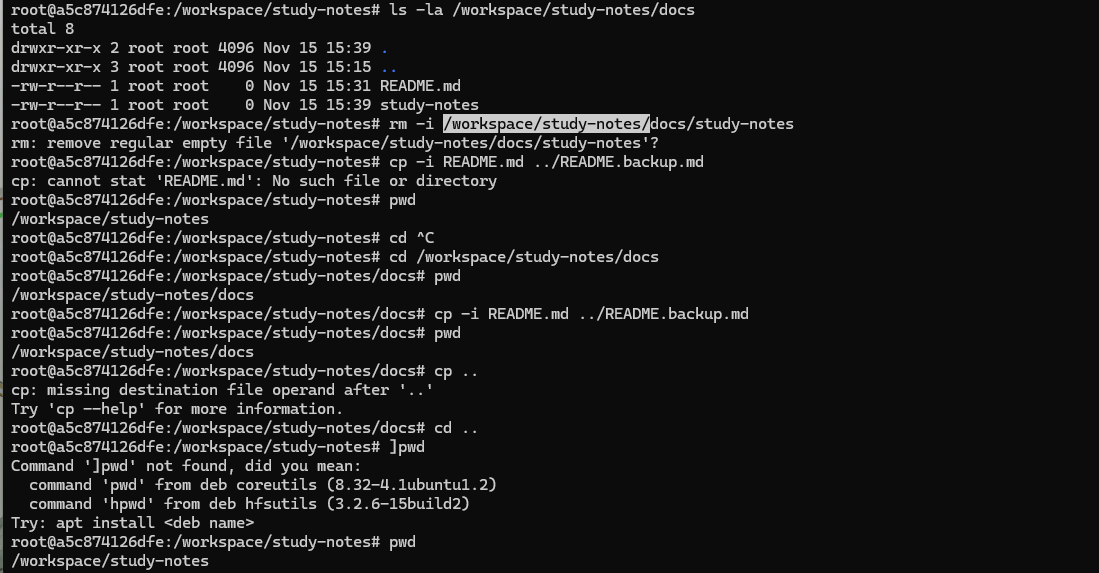 root@a5c874126dfe:/workspace/study-notes# ls -la /workspace/study-notes/docs
total 8
drwxr-xr-x 2 root root 4096 Nov 15 15:39 .
drwxr-xr-x 3 root root 4096 Nov 15 15:15 ..
-rw-r--r-- 1 root root    0 Nov 15 15:31 README.md
-rw-r--r-- 1 root root    0 Nov 15 15:39 study-notes
root@a5c874126dfe:/workspace/study-notes# rm -i /workspace/study-notes/docs/study-notes
rm: remove regular empty file '/workspace/study-notes/docs/study-notes'?
root@a5c874126dfe:/workspace/study-notes# cp -i README.md ../README.backup.md
cp: cannot stat 'README.md': No such file or directory
root@a5c874126dfe:/workspace/study-notes# pwd
/workspace/study-notes
root@a5c874126dfe:/workspace/study-notes# cd ^C
root@a5c874126dfe:/workspace/study-notes# cd /workspace/study-notes/docs
root@a5c874126dfe:/workspace/study-notes/docs# pwd
/workspace/study-notes/docs
root@a5c874126dfe:/workspace/study-notes/docs# cp -i README.md ../README.backup.md
root@a5c874126dfe:/workspace/study-notes/docs# pwd
/workspace/study-notes/docs
root@a5c874126dfe:/workspace/study-notes/docs# cp ..
cp: missing destination file operand after '..'
Try 'cp --help' for more information.
root@a5c874126dfe:/workspace/study-notes/docs# cd ..
root@a5c874126dfe:/workspace/study-notes# ]pwd
Command ']pwd' not found, did you mean:
  command 'pwd' from deb coreutils (8.32-4.1ubuntu1.2)
  command 'hpwd' from deb hfsutils (3.2.6-15build2)
Try: apt install <deb name>
root@a5c874126dfe:/workspace/study-notes# pwd
/workspace/study-notes